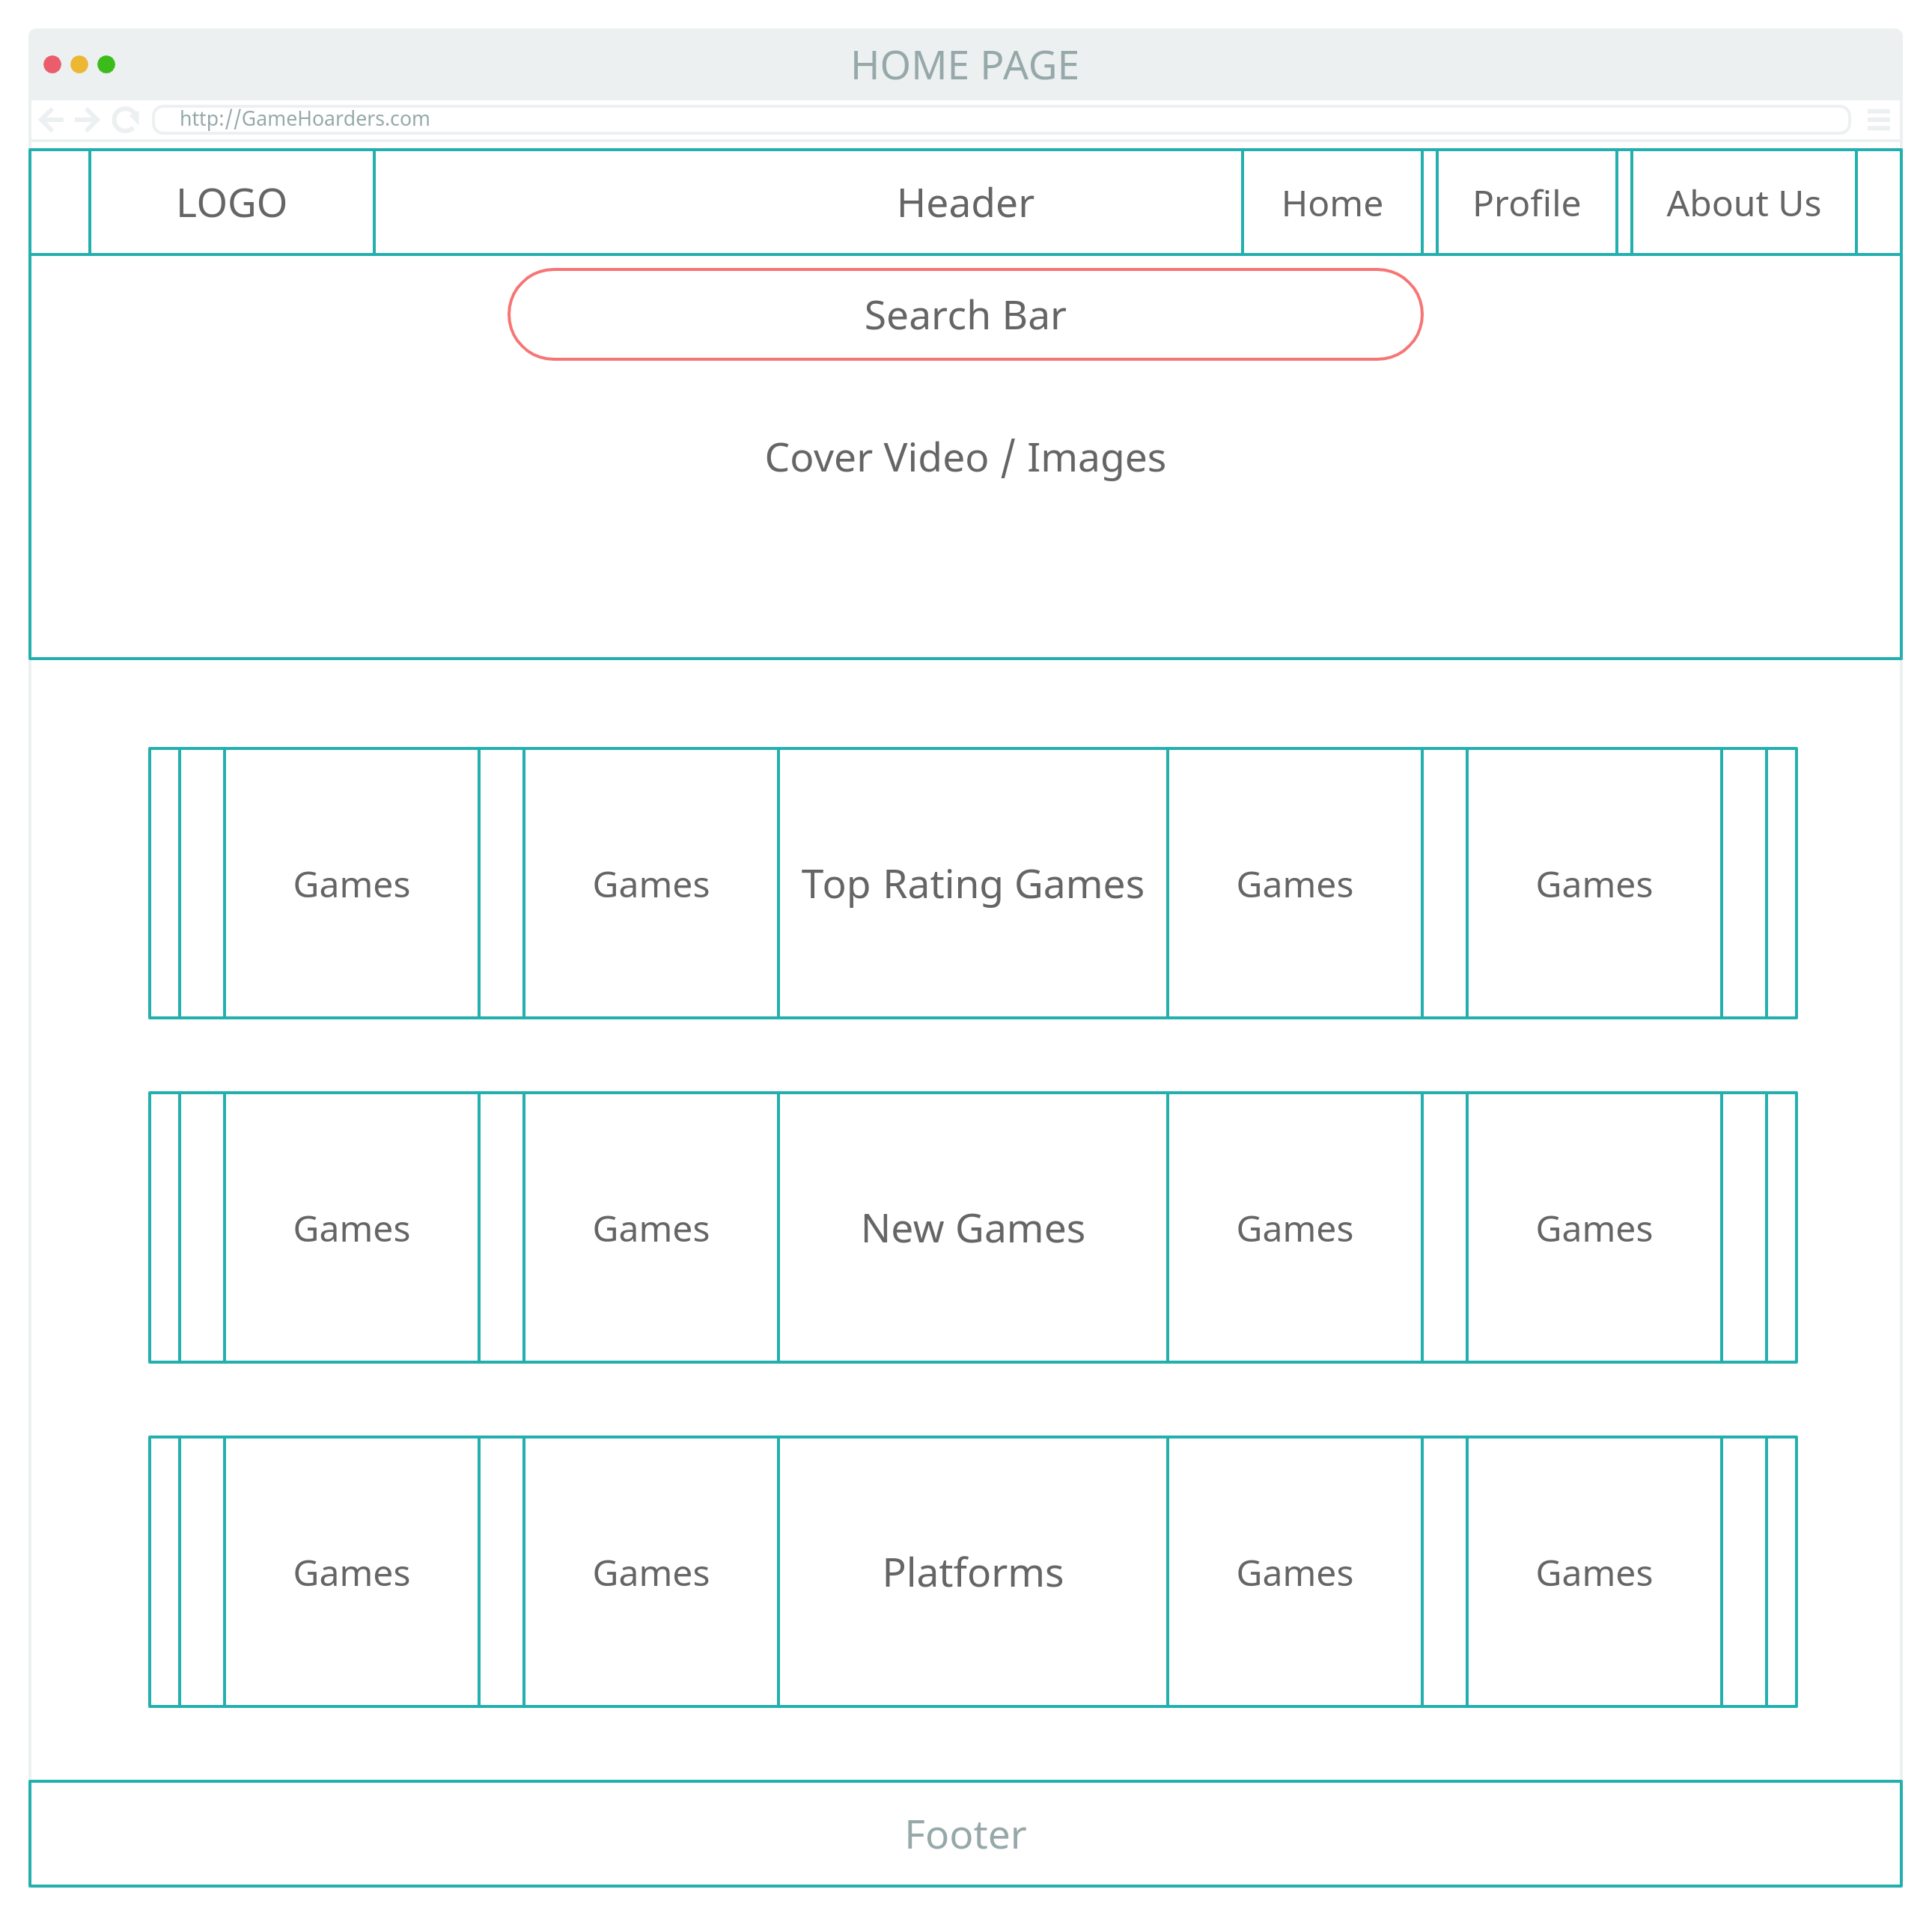 HOME PAGE
http://GameHoarders.com
LOGO Header Home Profile About Us
Search Bar
Cover Video / Images
Games Games Top Rating Games Games Games
Games Games New Games Games Games
Games Games Platforms Games Games
Footer